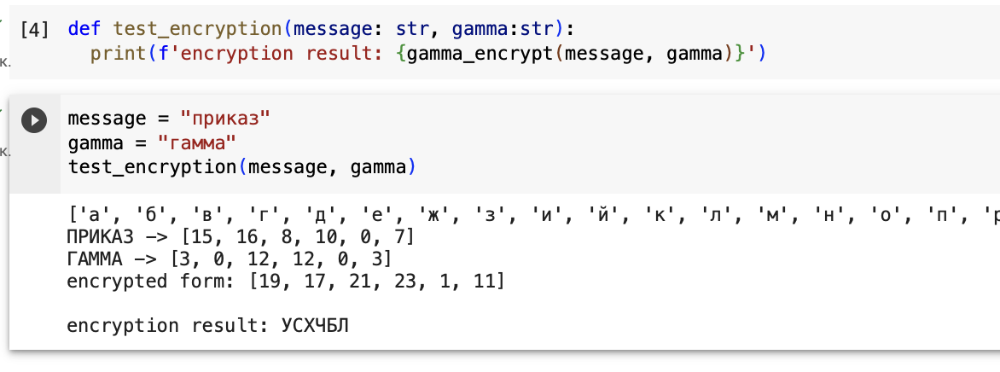 [4] def test_encryption(message: str, gamma:str):
print(f'encryption result: {gamma_encrypt(message, gamma)}')
к.
message = "приказ"
gamma = "гамма"
к.
test_encryption(message, gamma)
['а', 'б', 'в', 'г', 'д', 'е', 'ж', 'з', 'и', 'й', 'к', 'л', 'м', 'н', 'о', 'п', 'р
ПРИКАЗ -> [15, 16, 8, 10, 0, 7]
ГАММА -> [3, 0, 12, 12, 0, 3]
encrypted form: [19, 17, 21, 23, 1, 11]
encryption result: УСХЧБЛ